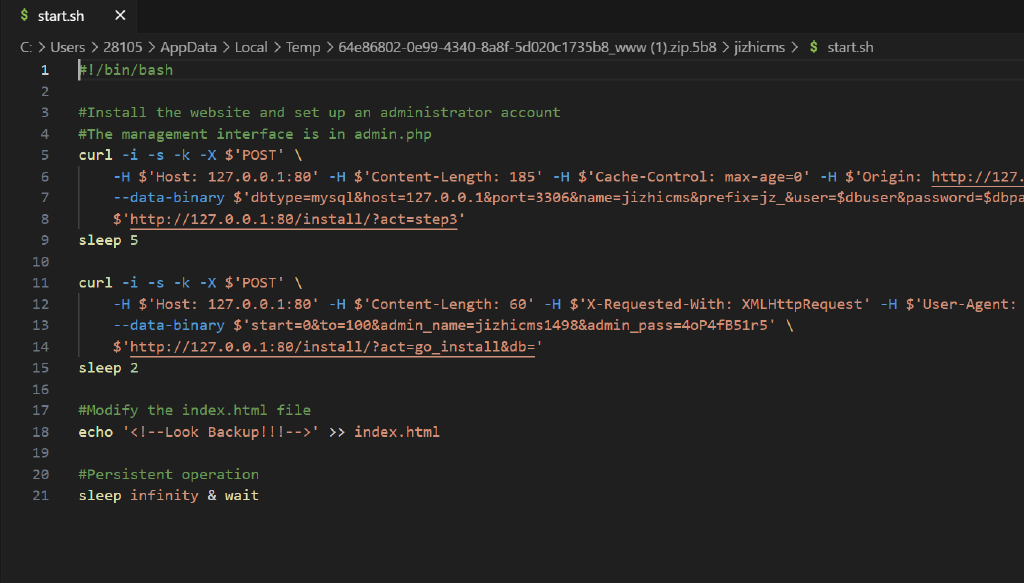 $ start.sh ×
C: > Users > 28105 > AppData > Local > Temp > 64e86802-0e99-4340-8a8f-5d020c1735b8_www (1).zip.5b8 > jizhicms > $ start.sh
1 #!/bin/bash
2
3 #Install the website and set up an administrator account
4 #The management interface is in admin.php
5 curl -i -s -k -X $'POST' \
6 -H $'Host: 127.0.0.1:80' -H $'Content-Length: 185' -H $'Cache-Control: max-age=0' -H $'Origin: http://127.
7 --data-binary $'dbtype=mysql&host=127.0.0.1&port=3306&name=jizhicms&prefix=jz_&user=$dbuser&password=$dbpa
8 $'http://127.0.0.1:80/install/?act=step3'
9 sleep 5
10
11 curl -i -s -k -X $'POST' \
12 -H $'Host: 127.0.0.1:80' -H $'Content-Length: 60' -H $'X-Requested-With: XMLHttpRequest' -H $'User-Agent:
13 --data-binary $'start=0&to=100&admin_name=jizhicms1498&admin_pass=4oP4fB51r5' \
14 $'http://127.0.0.1:80/install/?act=go_install&db='
15 sleep 2
16
17 #Modify the index.html file
18 echo '<!--Look Backup!!!-->' >> index.html
19
20 #Persistent operation
21 sleep infinity & wait